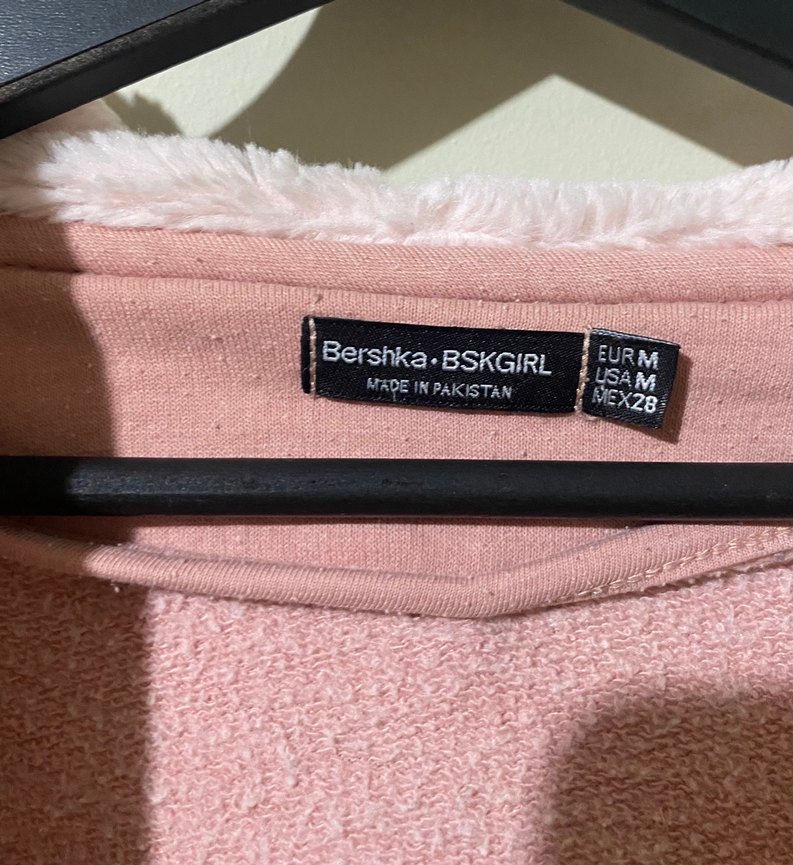 Bershka • BSKGIRL
MADE IN PAKISTAN
EUR M
USA M
MEX 28